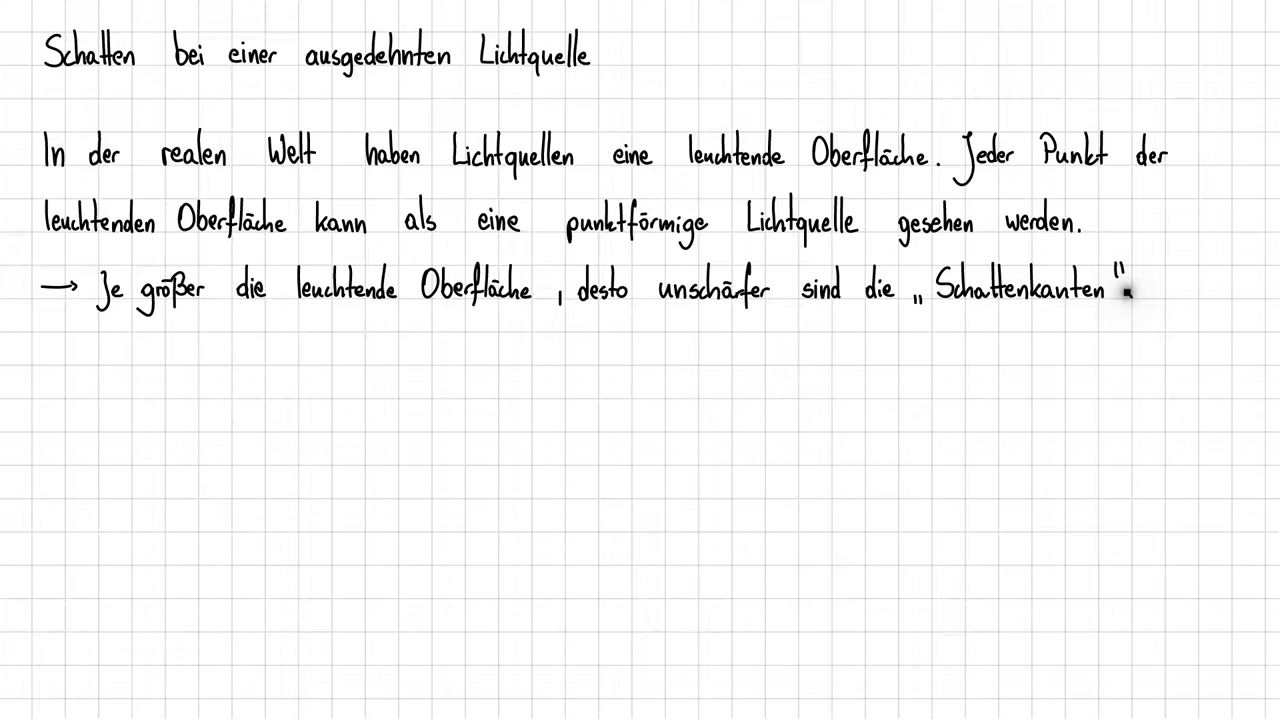 Schatten bei einer ausgedehnten Lichtquelle
In der realen Welt haben Lichtquellen eine leuchtende Oberfläche. Jeder Punkt der
leuchtenden Oberfläche kann als eine punktförmige Lichtquelle gesehen werden.
→ Je größer die leuchtende Oberfläche, desto unschärfer sind die „Schattenkanten".